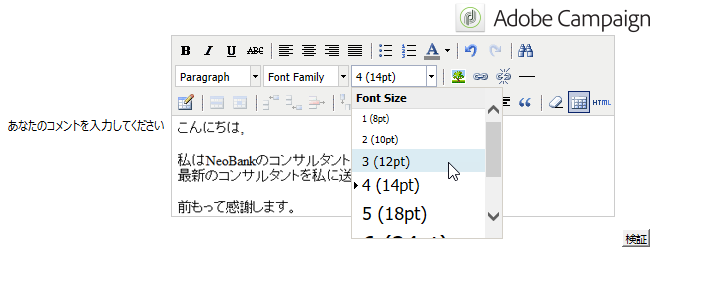 Adobe Campaign
B I U ABC A
Paragraph Font Family 4 (14pt)
Font Size
HTML
1 (8pt)
2 (10pt)
3 (12pt)
4 (14pt)
5 (18pt)
あなたのコメントを入力してください
こんにちは,
私はNeoBankのコンサルタント
最新のコンサルタントを私に送
前もって感謝します。
検証